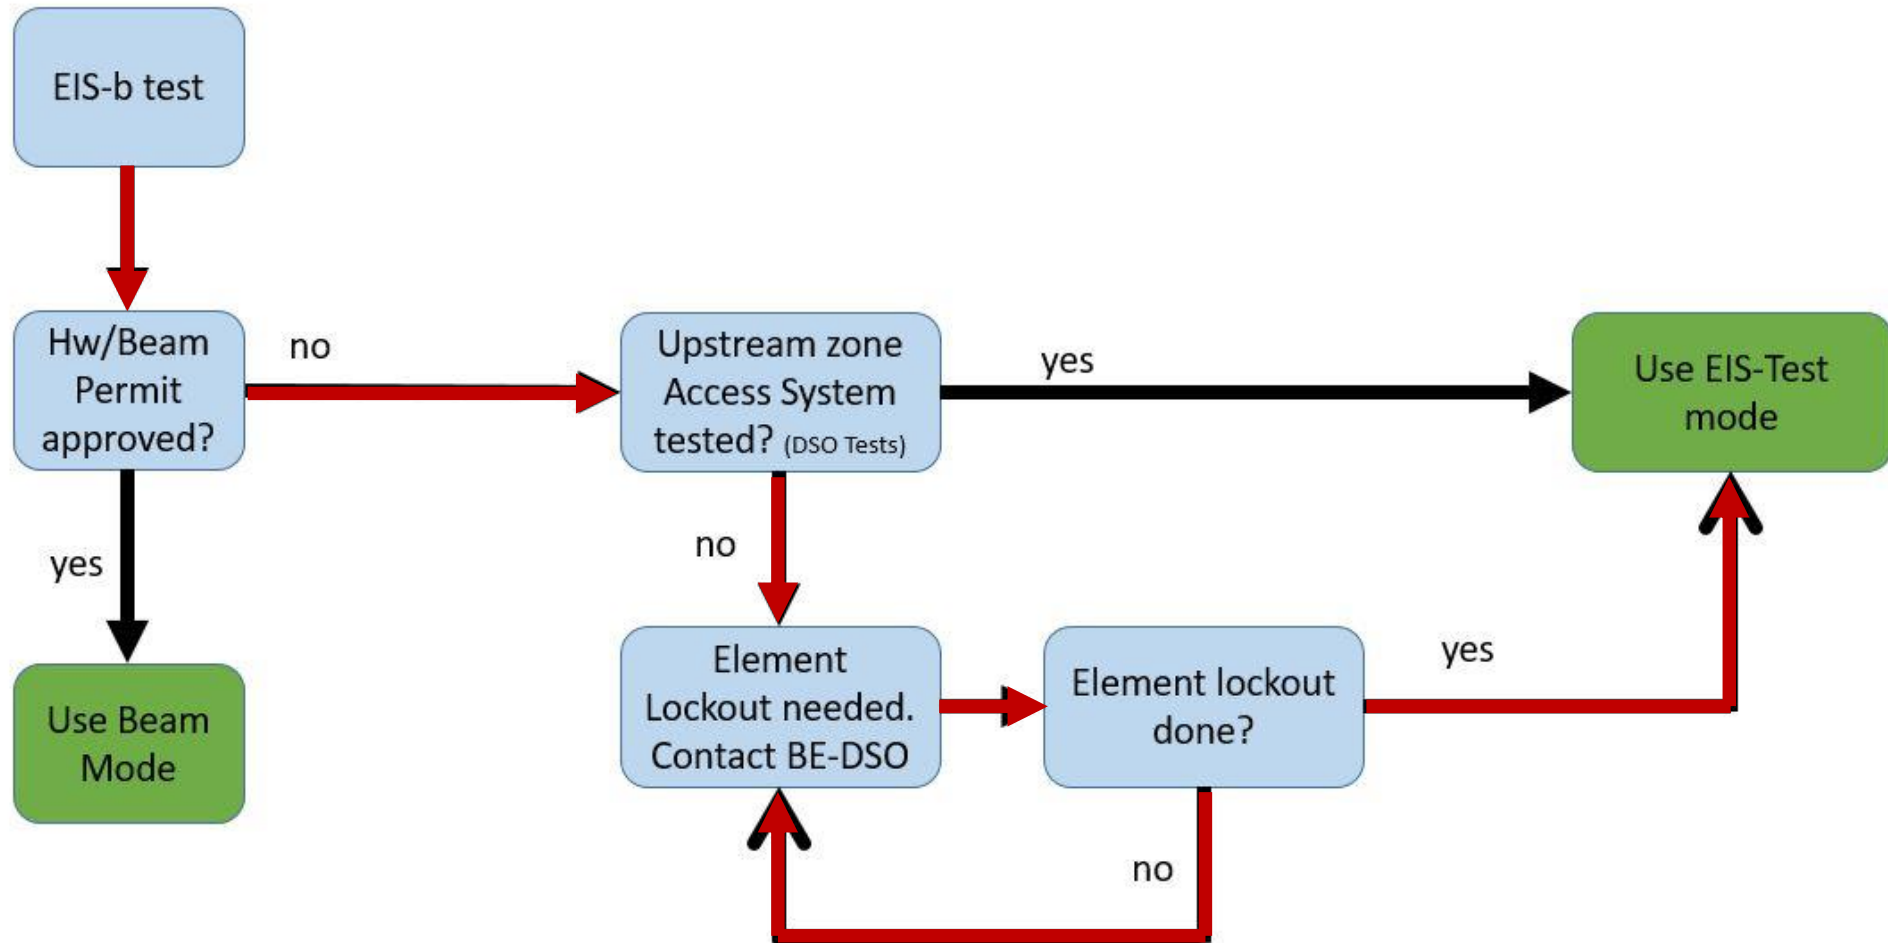 EIS-b test
Hw/Beam
Permit
approved?
no
Upstream zone
Access System
tested? (DSO Tests)
yes
Use EIS-Test
mode
yes
no
Use Beam
Mode
Element
Lockout needed.
Contact BE-DSO
Element lockout
done?
yes
no